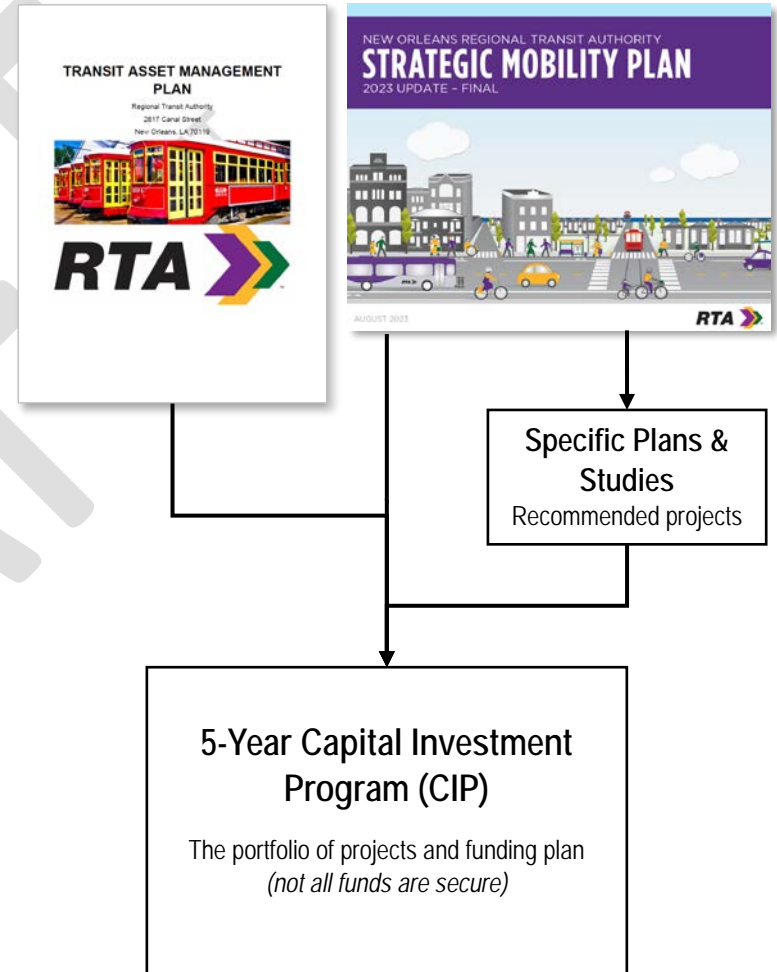 TRANSIT ASSET MANAGEMENT
PLAN
Regional Transit Authority
2817 Canal Street
New Orleans, LA 70119
RTA
NEW ORLEANS REGIONAL TRANSIT AUTHORITY
STRATEGIC MOBILITY PLAN
2023 UPDATE – FINAL
AUGUST 2023
RTA
Specific Plans &
Studies
Recommended projects
5-Year Capital Investment
Program (CIP)
The portfolio of projects and funding plan
(not all funds are secure)